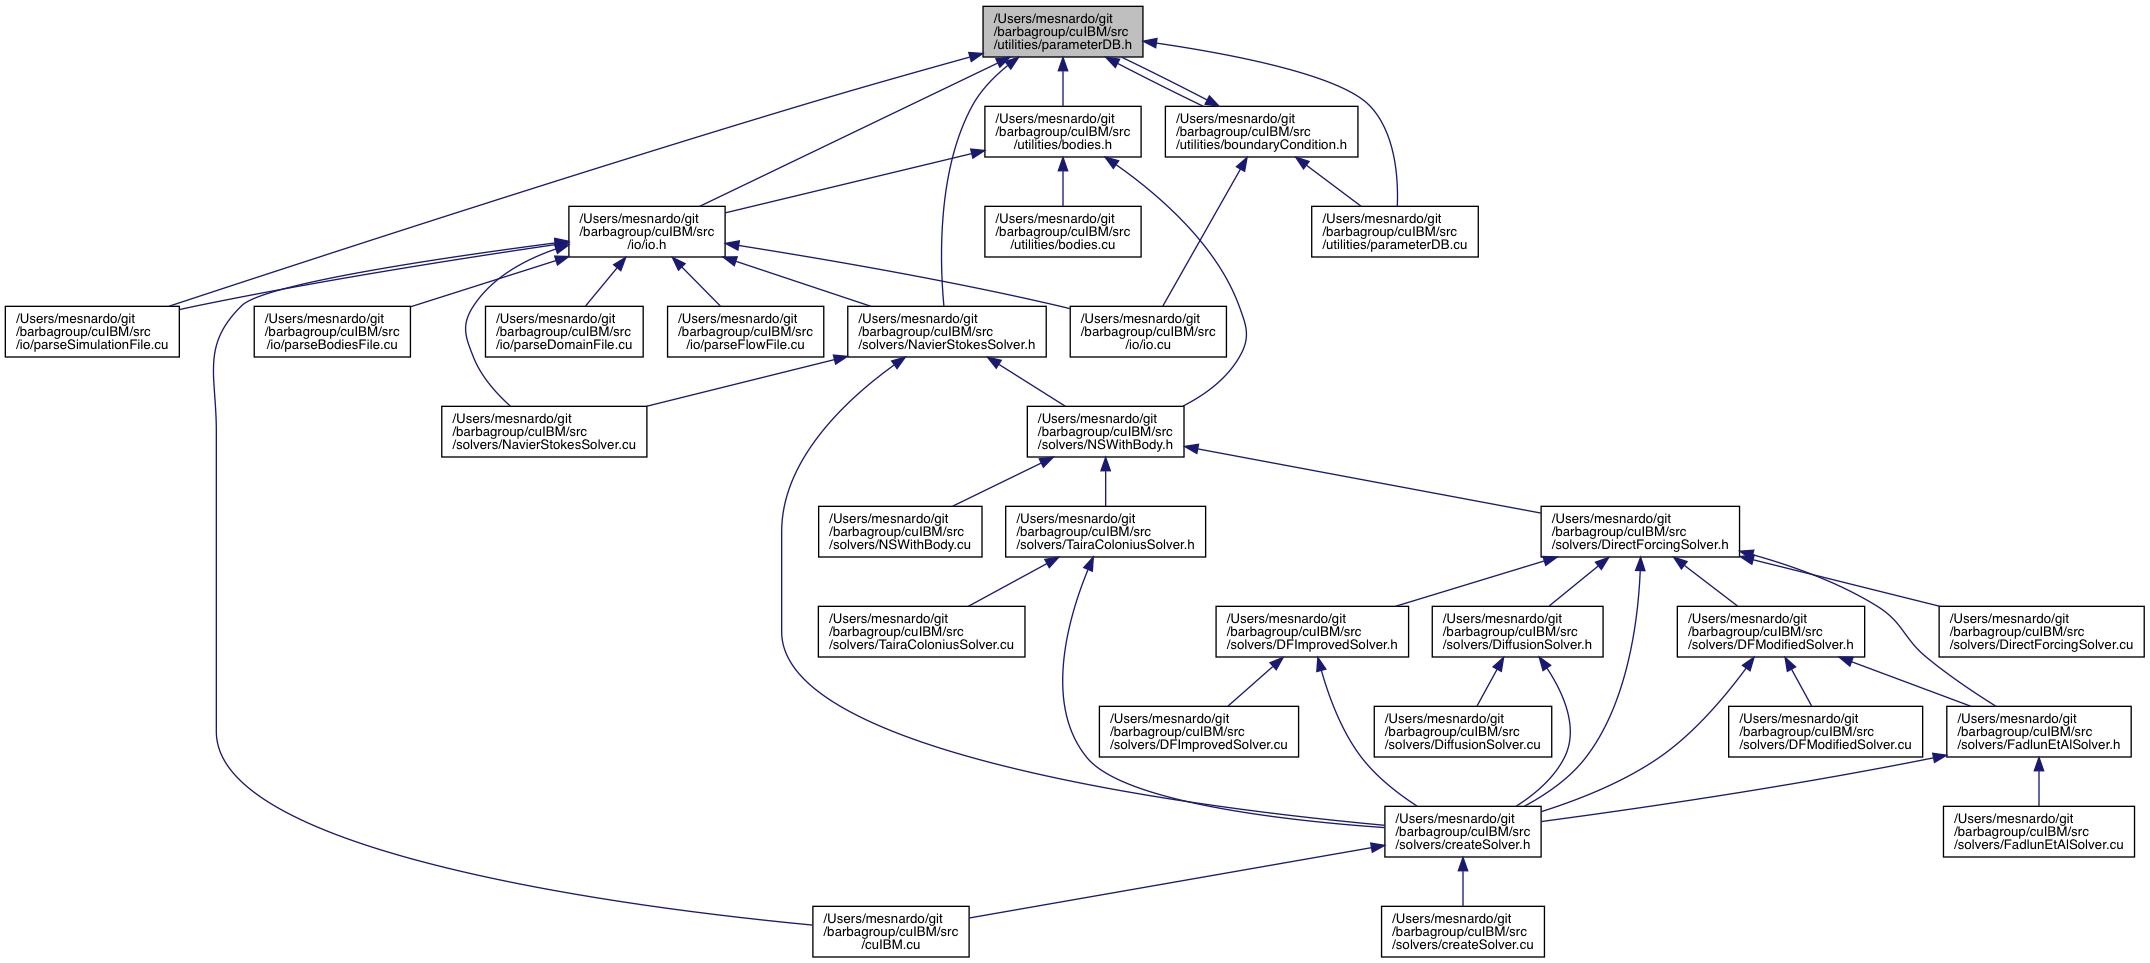 /Users/mesnardo/git
/barbagroup/cuIBM/src
/utilities/parameterDB.h
/Users/mesnardo/git
/barbagroup/cuIBM/src
/utilities/bodies.h
/Users/mesnardo/git
/barbagroup/cuIBM/src
/utilities/boundaryCondition.h
/Users/mesnardo/git
/barbagroup/cuIBM/src
/io/io.h
/Users/mesnardo/git
/barbagroup/cuIBM/src
/utilities/bodies.cu
/Users/mesnardo/git
/barbagroup/cuIBM/src
/utilities/parameterDB.cu
/Users/mesnardo/git
/barbagroup/cuIBM/src
/io/parseSimulationFile.cu
/Users/mesnardo/git
/barbagroup/cuIBM/src
/io/parseBodiesFile.cu
/Users/mesnardo/git
/barbagroup/cuIBM/src
/io/parseDomainFile.cu
/Users/mesnardo/git
/barbagroup/cuIBM/src
/io/parseFlowFile.cu
/Users/mesnardo/git
/barbagroup/cuIBM/src
/solvers/NavierStokesSolver.h
/Users/mesnardo/git
/barbagroup/cuIBM/src
/io/io.cu
/Users/mesnardo/git
/barbagroup/cuIBM/src
/solvers/NavierStokesSolver.cu
/Users/mesnardo/git
/barbagroup/cuIBM/src
/solvers/NSWithBody.h
/Users/mesnardo/git
/barbagroup/cuIBM/src
/solvers/NSWithBody.cu
/Users/mesnardo/git
/barbagroup/cuIBM/src
/solvers/TairaColoniusSolver.h
/Users/mesnardo/git
/barbagroup/cuIBM/src
/solvers/DirectForcingSolver.h
/Users/mesnardo/git
/barbagroup/cuIBM/src
/solvers/TairaColoniusSolver.cu
/Users/mesnardo/git
/barbagroup/cuIBM/src
/solvers/DFImprovedSolver.h
/Users/mesnardo/git
/barbagroup/cuIBM/src
/solvers/DiffusionSolver.h
/Users/mesnardo/git
/barbagroup/cuIBM/src
/solvers/DFModifiedSolver.h
/Users/mesnardo/git
/barbagroup/cuIBM/src
/solvers/DirectForcingSolver.cu
/Users/mesnardo/git
/barbagroup/cuIBM/src
/solvers/DFImprovedSolver.cu
/Users/mesnardo/git
/barbagroup/cuIBM/src
/solvers/DiffusionSolver.cu
/Users/mesnardo/git
/barbagroup/cuIBM/src
/solvers/DFModifiedSolver.cu
/Users/mesnardo/git
/barbagroup/cuIBM/src
/solvers/FadlunEtAlSolver.h
/Users/mesnardo/git
/barbagroup/cuIBM/src
/solvers/createSolver.h
/Users/mesnardo/git
/barbagroup/cuIBM/src
/solvers/FadlunEtAlSolver.cu
/Users/mesnardo/git
/barbagroup/cuIBM/src
/cuIBM.cu
/Users/mesnardo/git
/barbagroup/cuIBM/src
/solvers/createSolver.cu